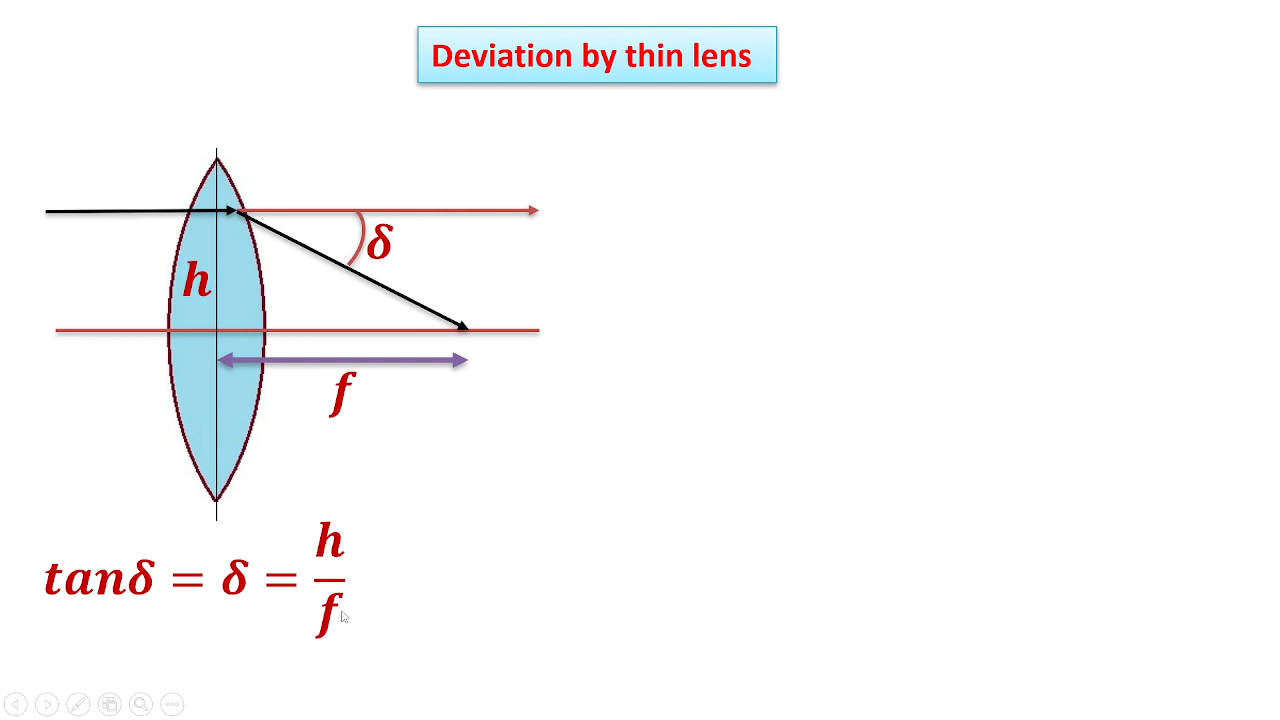 Deviation by thin lens
δ
h
f
tanδ = δ = h/f